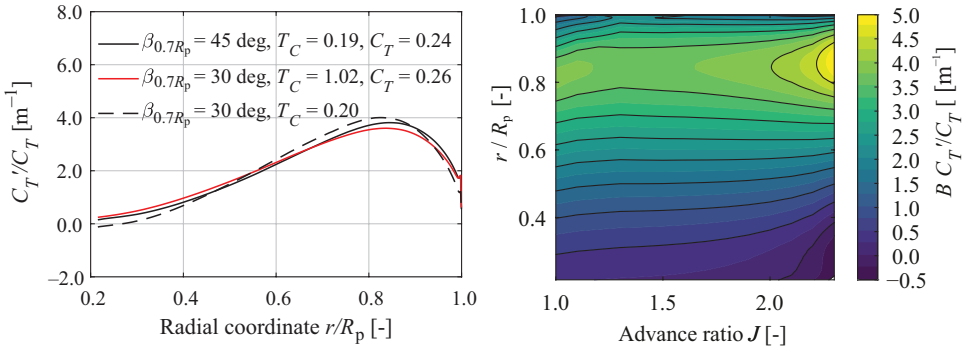 8.0
6.0
4.0
2.0
0.0
−2.0
C_T′/C_T [m⁻¹]
β_0.7R_p = 45 deg, T_C = 0.19, C_T = 0.24
β_0.7R_p = 30 deg, T_C = 1.02, C_T = 0.26
β_0.7R_p = 30 deg, T_C = 0.20
0.2 0.4 0.6 0.8 1.0
Radial coordinate r/R_p [-]
1.0
0.8
0.6
0.4
r / R_p [-]
1.0 1.5 2.0
Advance ratio J [-]
5.0
4.5
4.0
3.5
3.0
2.5
2.0
1.5
1.0
0.5
0.0
−0.5
B C_T′/C_T [ [m⁻¹]